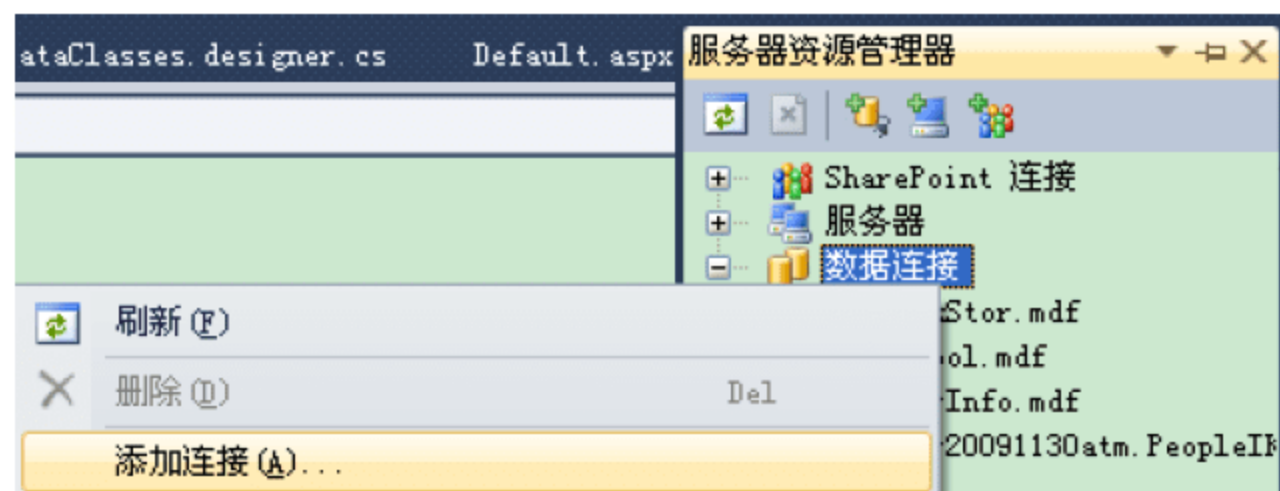 ataClasses.designer.cs Default.aspx 服务器资源管理器
SharePoint 连接
服务器
数据连接
刷新(F)
Stor.mdf
ol.mdf
删除(D) Del
Info.mdf
20091130atm.PeopleI
添加连接(A)...